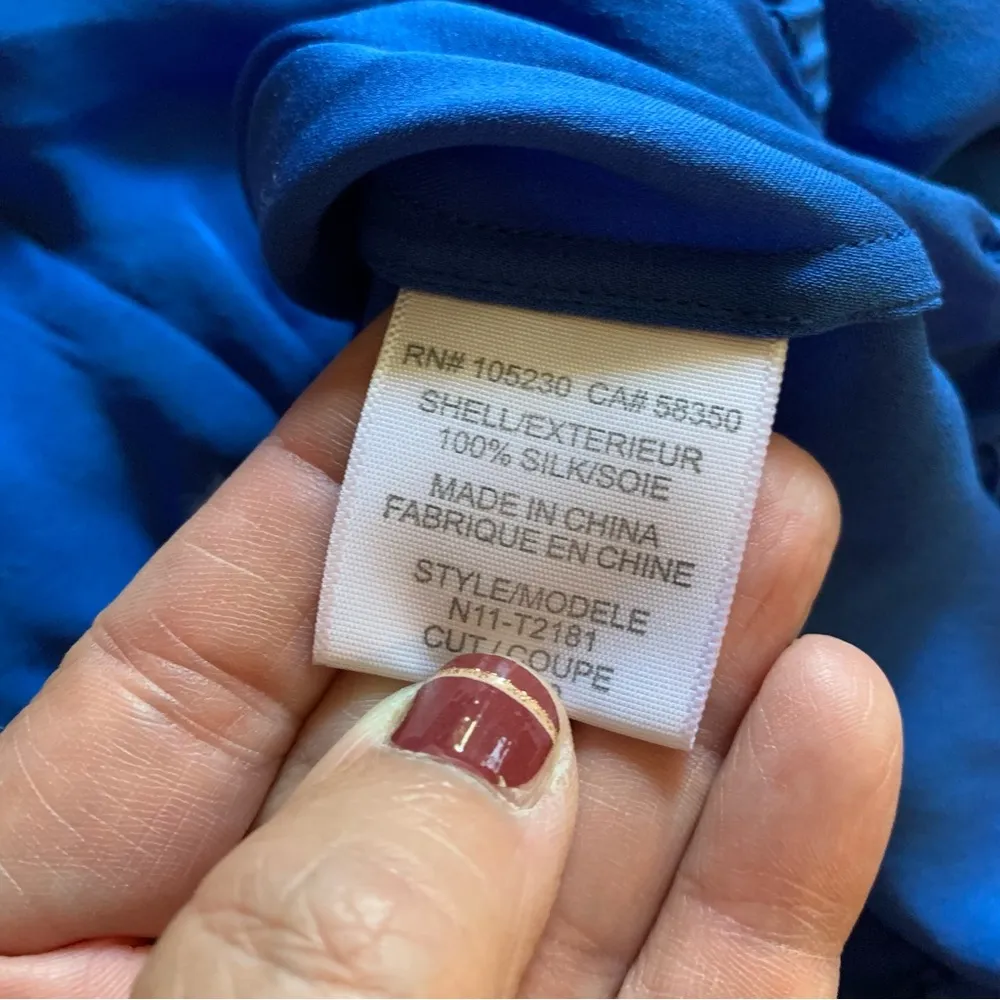 RN# 105230 CA# 58350
SHELL/EXTERIEUR
100% SILK/SOIE
MADE IN CHINA
FABRIQUE EN CHINE
STYLE/MODELE
N11-T2181
CUT / COUPE